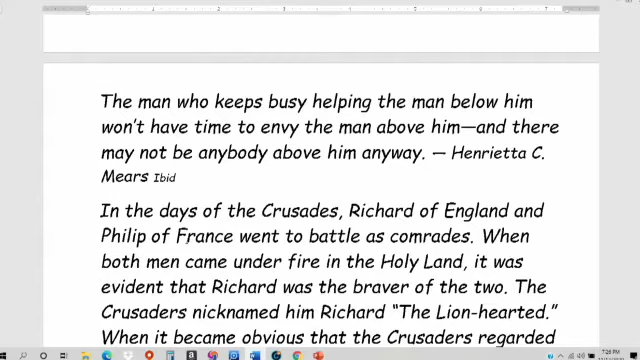 The man who keeps busy helping the man below him
won't have time to envy the man above him—and there
may not be anybody above him anyway. — Henrietta C.
Mears Ibid
In the days of the Crusades, Richard of England and
Philip of France went to battle as comrades. When
both men came under fire in the Holy Land, it was
evident that Richard was the braver of the two. The
Crusaders nicknamed him Richard “The Lion-hearted.”
When it became obvious that the Crusaders regarded
7:26 PM